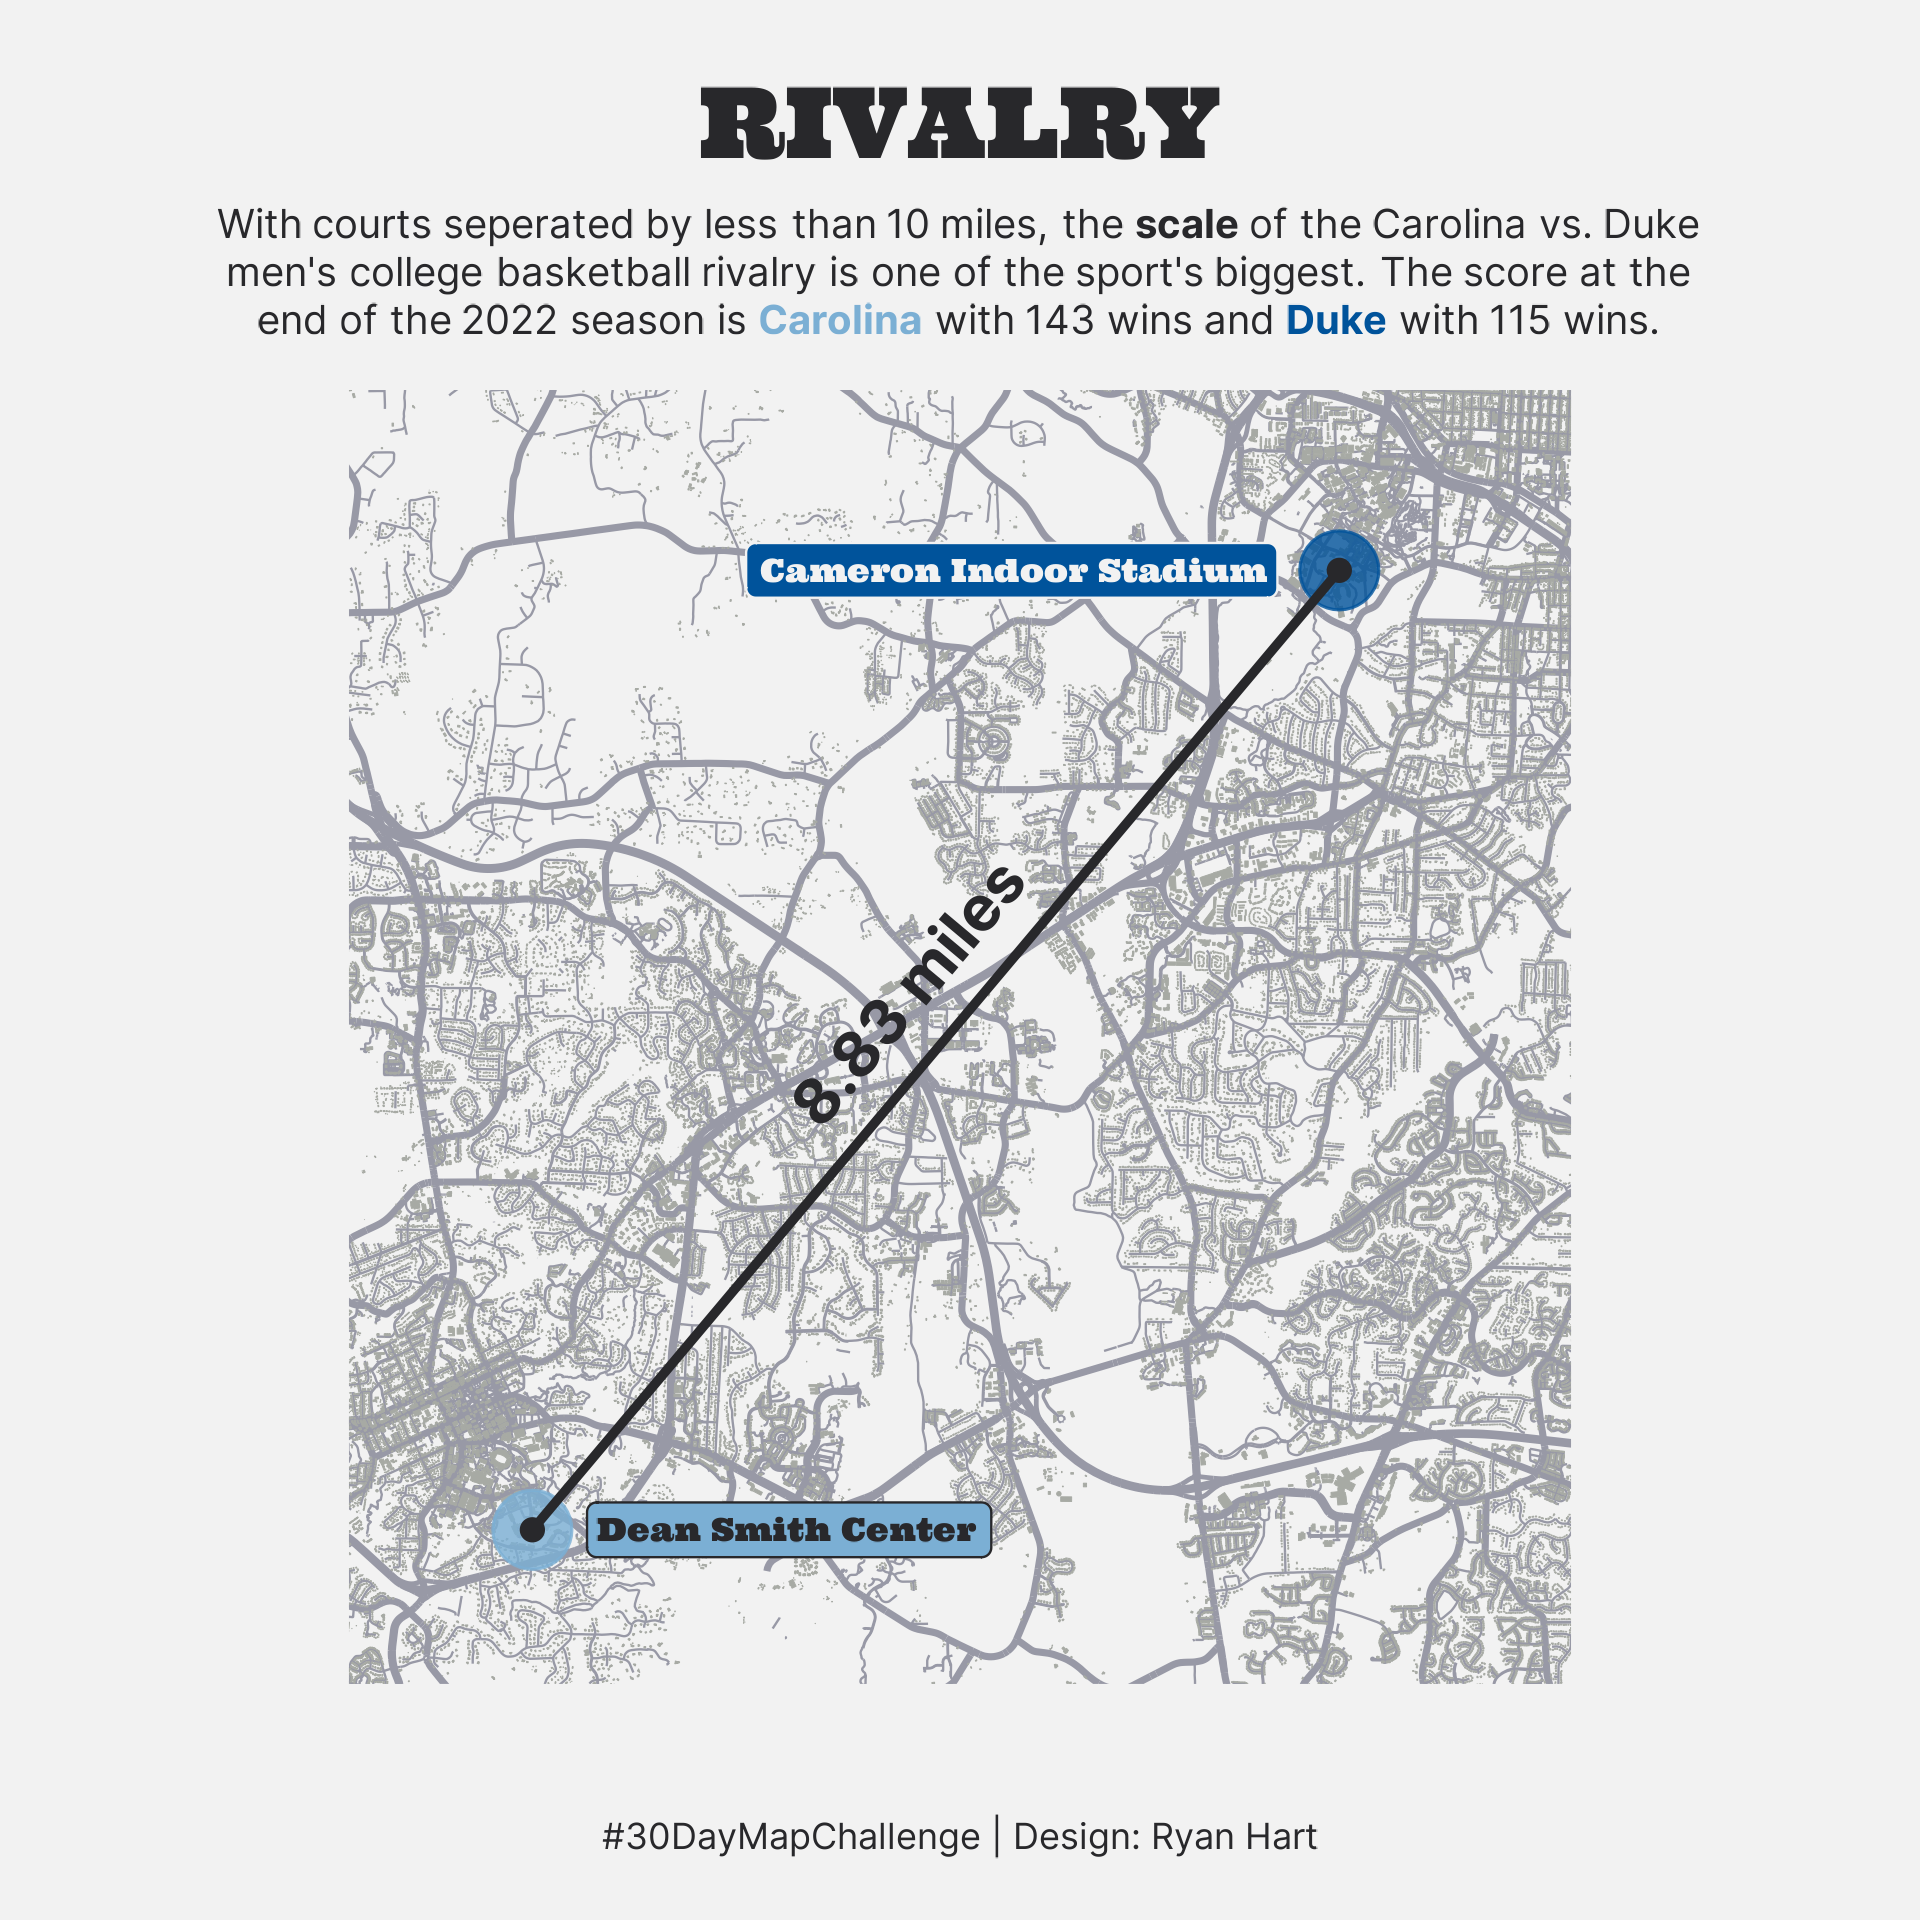 RIVALRY
With courts seperated by less than 10 miles, the scale of the Carolina vs. Duke
men's college basketball rivalry is one of the sport's biggest. The score at the
end of the 2022 season is Carolina with 143 wins and Duke with 115 wins.
Cameron Indoor Stadium
8.83 miles
Dean Smith Center
#30DayMapChallenge | Design: Ryan Hart